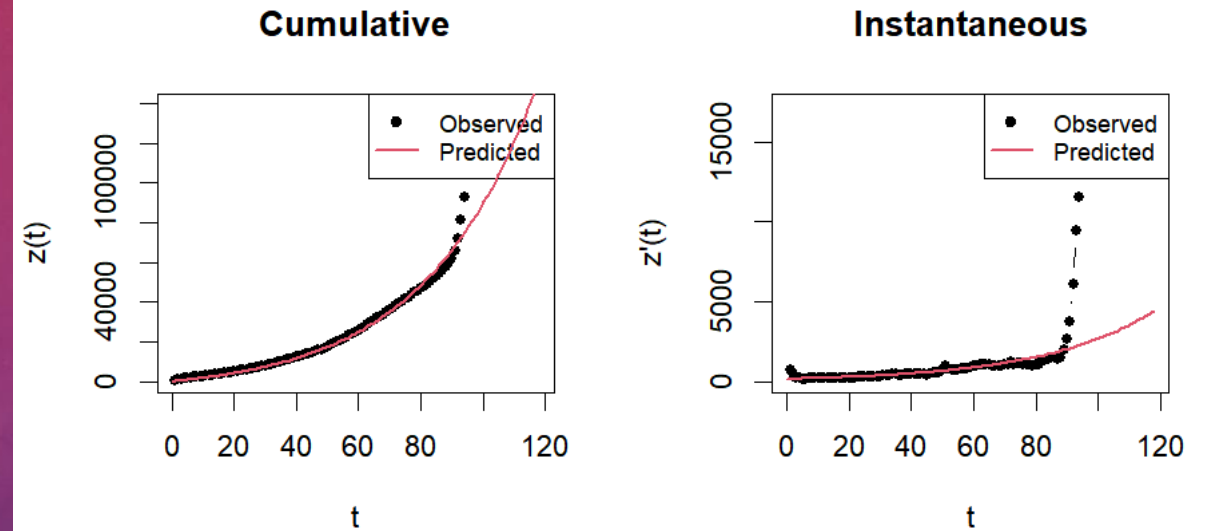 Cumulative
z(t)
100000
40000
0
Observed
Predicted
0 20 40 60 80 120
t
Instantaneous
z'(t)
15000
5000
0
Observed
Predicted
0 20 40 60 80 120
t